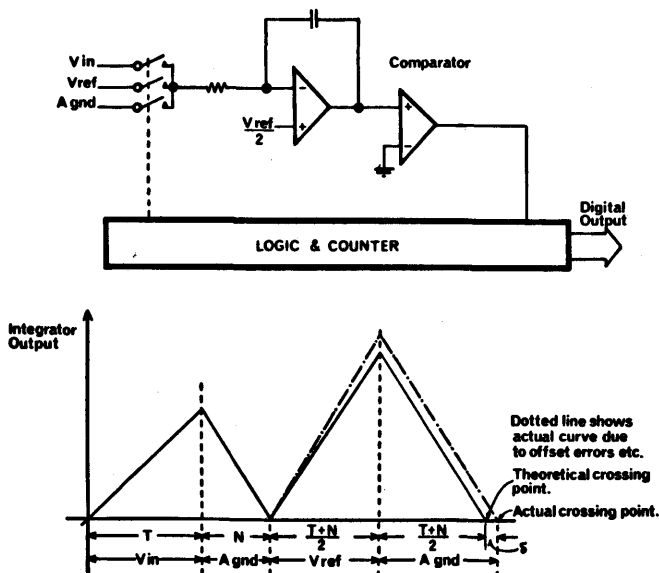 Vin
Vref
A gnd
Vref
2
Comparator
Digital
Output
LOGIC & COUNTER
Integrator
Output
Dotted line shows
actual curve due
to offset errors etc.
Theoretical crossing
point.
Actual crossing point.
T
N
T+N
2
T+N
2
δ
Vin
A gnd
Vref
A gnd